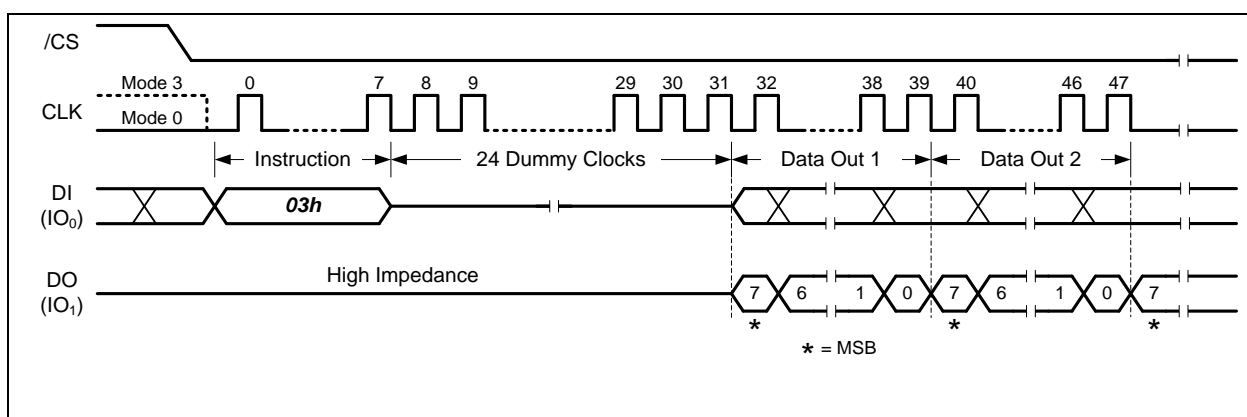 /CS
Mode 3
0 7 8 9 29 30 31 32 38 39 40 46 47
CLK
Mode 0
Instruction 24 Dummy Clocks Data Out 1 Data Out 2
DI
(IO₀)
03h
High Impedance
DO
(IO₁)
7 6 1 0 7 6 1 0 7
* * *
* = MSB